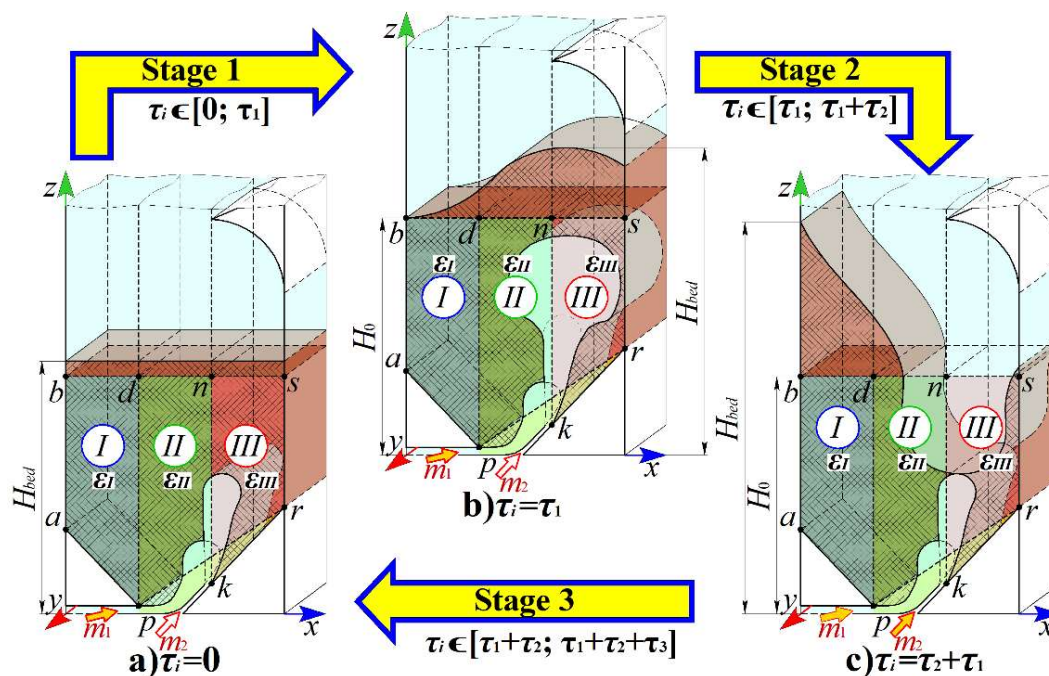 Stage 1
τᵢ ϵ[0; τ₁]
Stage 2
τᵢ ϵ[τ₁; τ₁+τ₂]
z
b
d
n
s
I
II
III
εI
εII
εIII
Hbed
a
r
k
y
m₁
p
m₂
x
a)τᵢ=0
z
b
d
n
s
εI
εII
εIII
I
II
III
H₀
Hbed
a
r
k
y
m₁
p
m₂
x
b)τᵢ=τ₁
z
b
d
n
s
I
II
III
εI
εII
εIII
Hbed
H₀
a
r
k
y
m₁
p
m₂
x
c)τᵢ=τ₂+τ₁
Stage 3
τᵢ ϵ[τ₁+τ₂; τ₁+τ₂+τ₃]